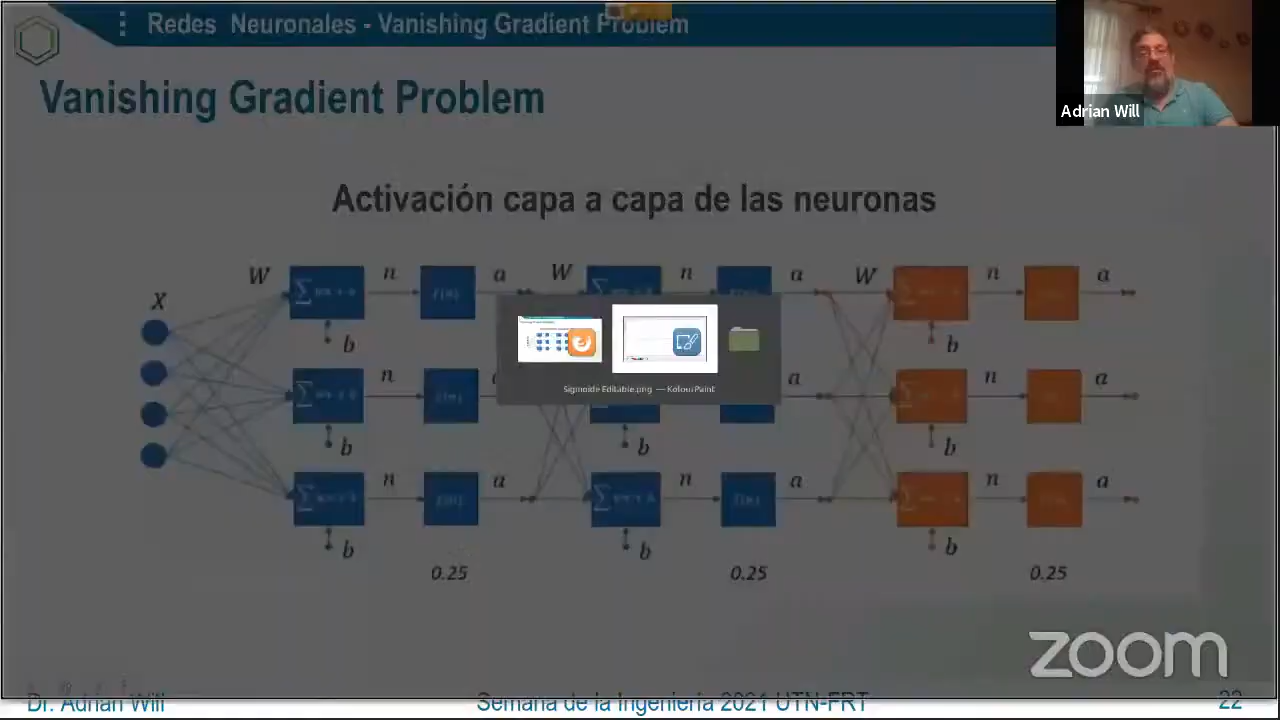 Redes Neuronales - Vanishing Gradient Problem
Vanishing Gradient Problem
Adrian Will
Activación capa a capa de las neuronas
X
W n a W n a W n a
b b
n a n a
b b b
n a n a n a
b b b
0.25 0.25 0.25
Sigmoide Editable.png — KolourPaint
zoom
Dr. Adrian Will Semana de la Ingeniería 2021 UTN-FRT 22